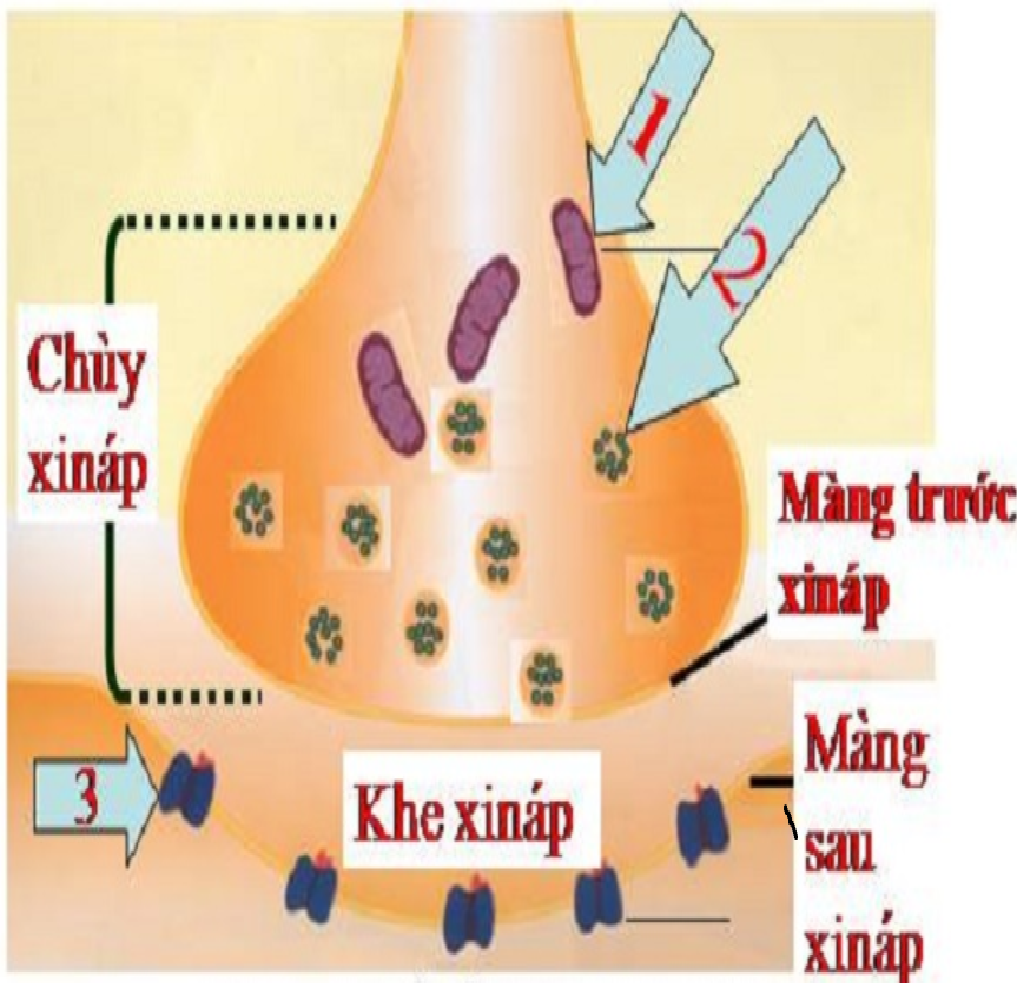 1
2
Chùy
xináp
Màng trước
xináp
3
Khe xináp
Màng
sau
xináp